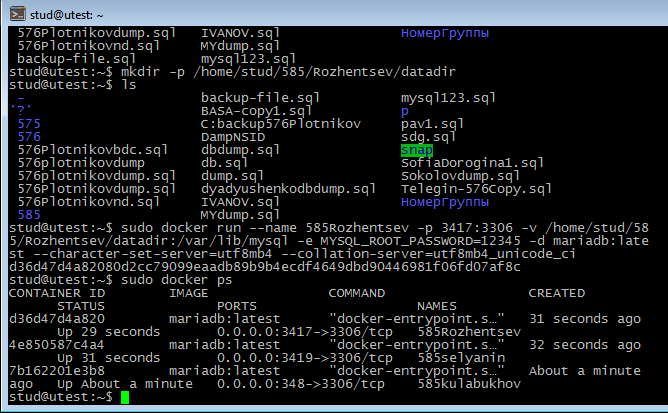 stud@utest: ~
576Plotnikovdump.sql IVANOV.sql НомерГруппы
576Plotnikovnd.sql MYdump.sql
backup-file.sql mysql123.sql
stud@utest:~$ mkdir -p /home/stud/585/Rozhentsev/datadir
stud@utest:~$ ls
- backup-file.sql mysql123.sql
'?' BASA-copy1.sql p
575 C:backup576Plotnikov pav1.sql
576 DampNSID sdg.sql
576Plotnikovbdc.sql dbdump.sql snap
576Plotnikovdump db.sql SofiaDorogina1.sql
576Plotnikovdump.sql dump.sql Sokolovdump.sql
576Plotnikovdump.sql dyadyushenkodbdump.sql Telegin-576Copy.sql
576Plotnikovnd.sql IVANOV.sql НомерГруппы
585 MYdump.sql
stud@utest:~$ sudo docker run --name 585Rozhentsev -p 3417:3306 -v /home/stud/58
5/Rozhentsev/datadir:/var/lib/mysql -e MYSQL_ROOT_PASSWORD=12345 -d mariadb:late
st --character-set-server=utf8mb4 --collation-server=utf8mb4_unicode_ci
d36d47d4a82080d2cc79099eaadb89b9b4ecdf4649dbd90446981f06fd07af8c
stud@utest:~$ sudo docker ps
CONTAINER ID IMAGE COMMAND CREATED
STATUS PORTS NAMES
d36d47d4a820 mariadb:latest "docker-entrypoint.s…" 31 seconds ago
Up 29 seconds 0.0.0.0:3417->3306/tcp 585Rozhentsev
4e850587c4a4 mariadb:latest "docker-entrypoint.s…" 32 seconds ago
Up 31 seconds 0.0.0.0:3419->3306/tcp 585selyanin
7b162201e3b8 mariadb:latest "docker-entrypoint.s…" About a minute
ago Up About a minute 0.0.0.0:348->3306/tcp 585kulabukhov
stud@utest:~$